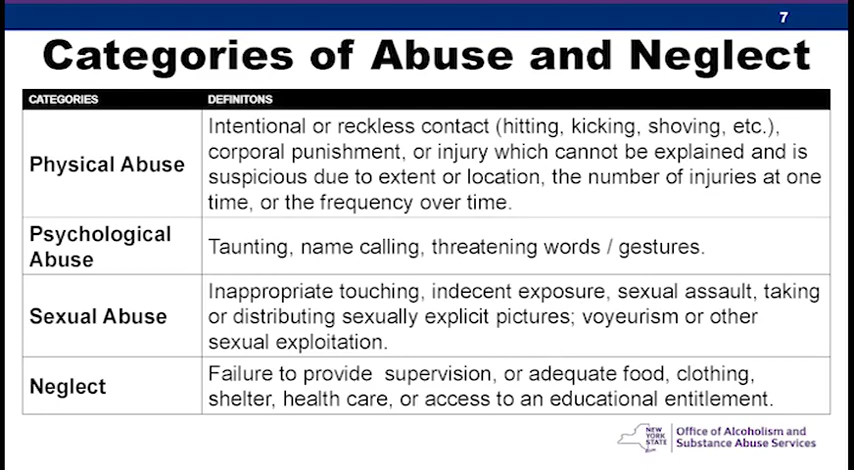 7
Categories of Abuse and Neglect
CATEGORIES DEFINITONS
Physical Abuse
Intentional or reckless contact (hitting, kicking, shoving, etc.),
corporal punishment, or injury which cannot be explained and is
suspicious due to extent or location, the number of injuries at one
time, or the frequency over time.
Psychological
Abuse
Taunting, name calling, threatening words / gestures.
Sexual Abuse
Inappropriate touching, indecent exposure, sexual assault, taking
or distributing sexually explicit pictures; voyeurism or other
sexual exploitation.
Neglect
Failure to provide  supervision, or adequate food, clothing,
shelter, health care, or access to an educational entitlement.
NEW
YORK
STATE
Office of Alcoholism and
Substance Abuse Services